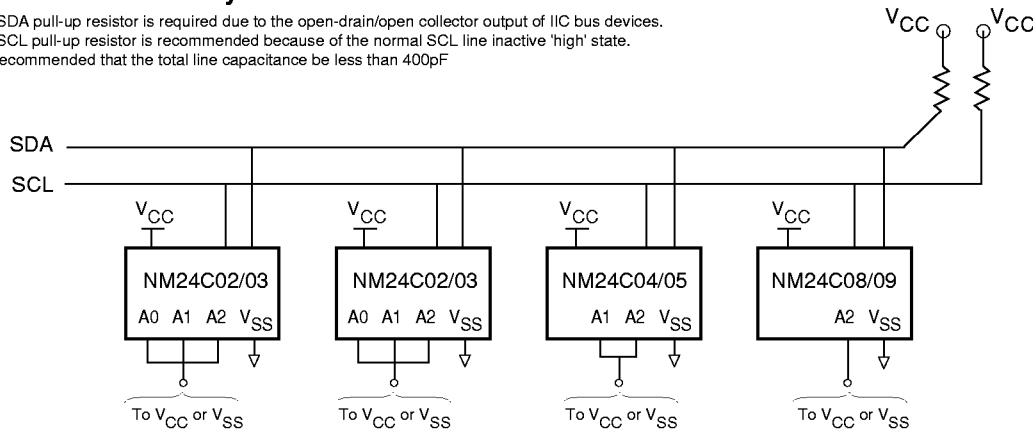 SDA pull-up resistor is required due to the open-drain/open collector output of IIC bus devices.
SCL pull-up resistor is recommended because of the normal SCL line inactive 'high' state.
ecommended that the total line capacitance be less than 400pF
VCC VCC
SDA
SCL
VCC VCC VCC VCC
NM24C02/03 NM24C02/03 NM24C04/05 NM24C08/09
A0 A1 A2 VSS A0 A1 A2 VSS A1 A2 VSS A2 VSS
To VCC or VSS To VCC or VSS To VCC or VSS To VCC or VSS